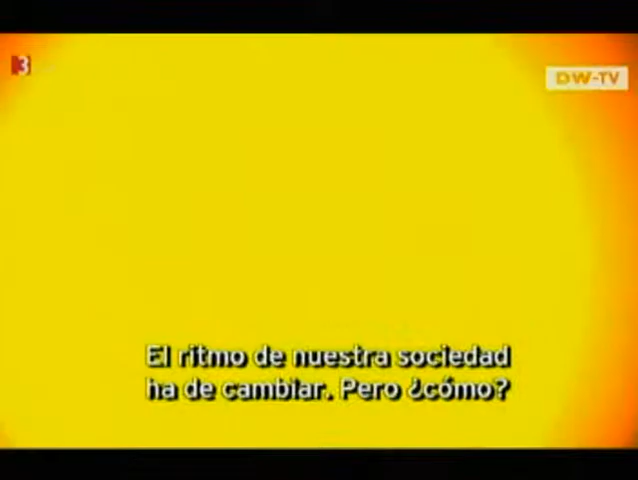 3
DW-TV
El ritmo de nuestra sociedad
ha de cambiar. Pero ¿cómo?